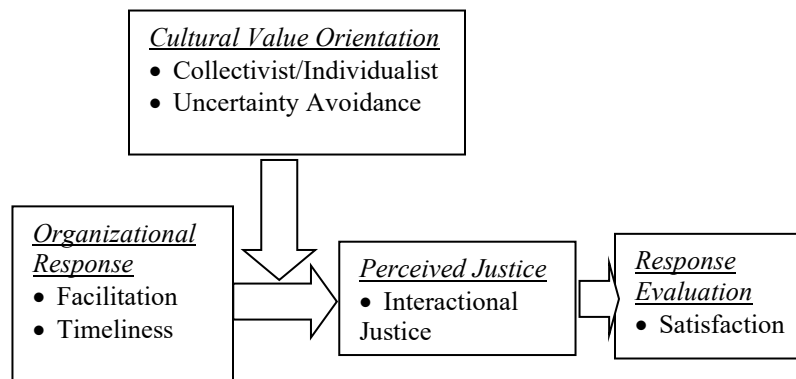 Cultural Value Orientation
• Collectivist/Individualist
• Uncertainty Avoidance
Organizational
Response
• Facilitation
• Timeliness
Perceived Justice
• Interactional
Justice
Response
Evaluation
• Satisfaction